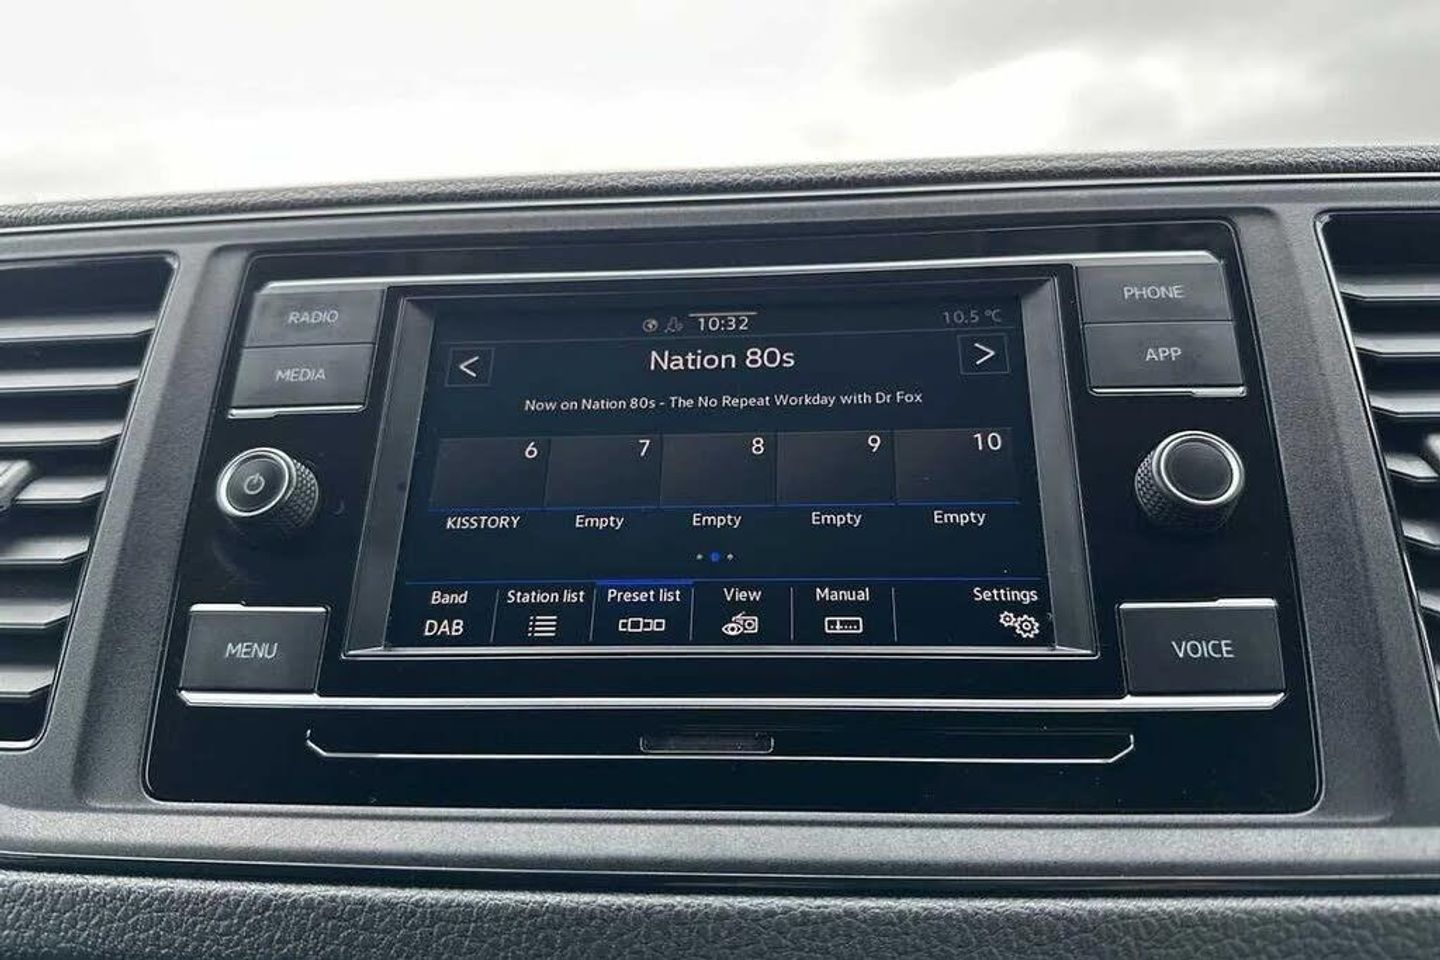 RADIO
MEDIA
MENU
10:32
10.5 °C
<
Nation 80s
>
Now on Nation 80s - The No Repeat Workday with Dr Fox
6
7
8
9
10
KISSTORY
Empty
Empty
Empty
Empty
Band
Station list
Preset list
View
Manual
Settings
DAB
PHONE
APP
VOICE